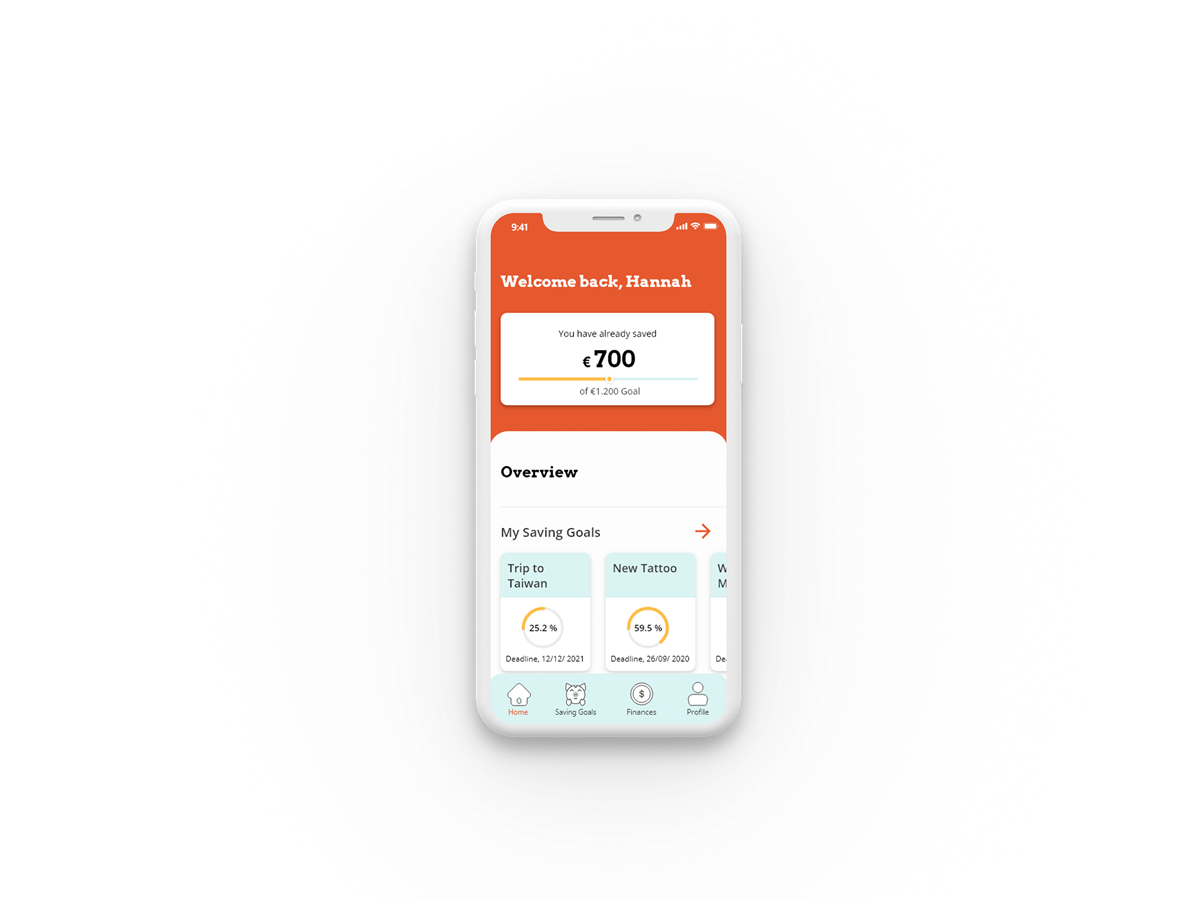 9:41
Welcome back, Hannah
You have already saved
€ 700
of €1.200 Goal
Overview
My Saving Goals
Trip to
Taiwan
New Tattoo
W
M
25.2 %
59.5 %
Deadline, 12/12/ 2021
Deadline, 26/09/ 2020
De
$
Home
Saving Goals
Finances
Profile